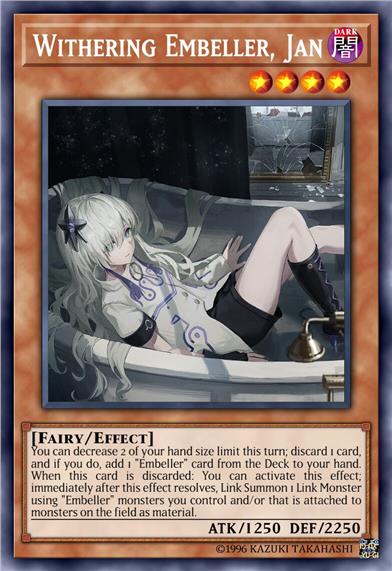 WITHERING EMBELLER, JAN
DARK
闇
[FAIRY/EFFECT]
You can decrease 2 of your hand size limit this turn; discard 1 card,
and if you do, add 1 "Embeller" card from the Deck to your hand.
When this card is discarded: You can activate this effect;
immediately after this effect resolves, Link Summon 1 Link Monster
using "Embeller" monsters you control and/or that is attached to
monsters on the field as material.
ATK/1250 DEF/2250
©1996 KAZUKI TAKAHASHI